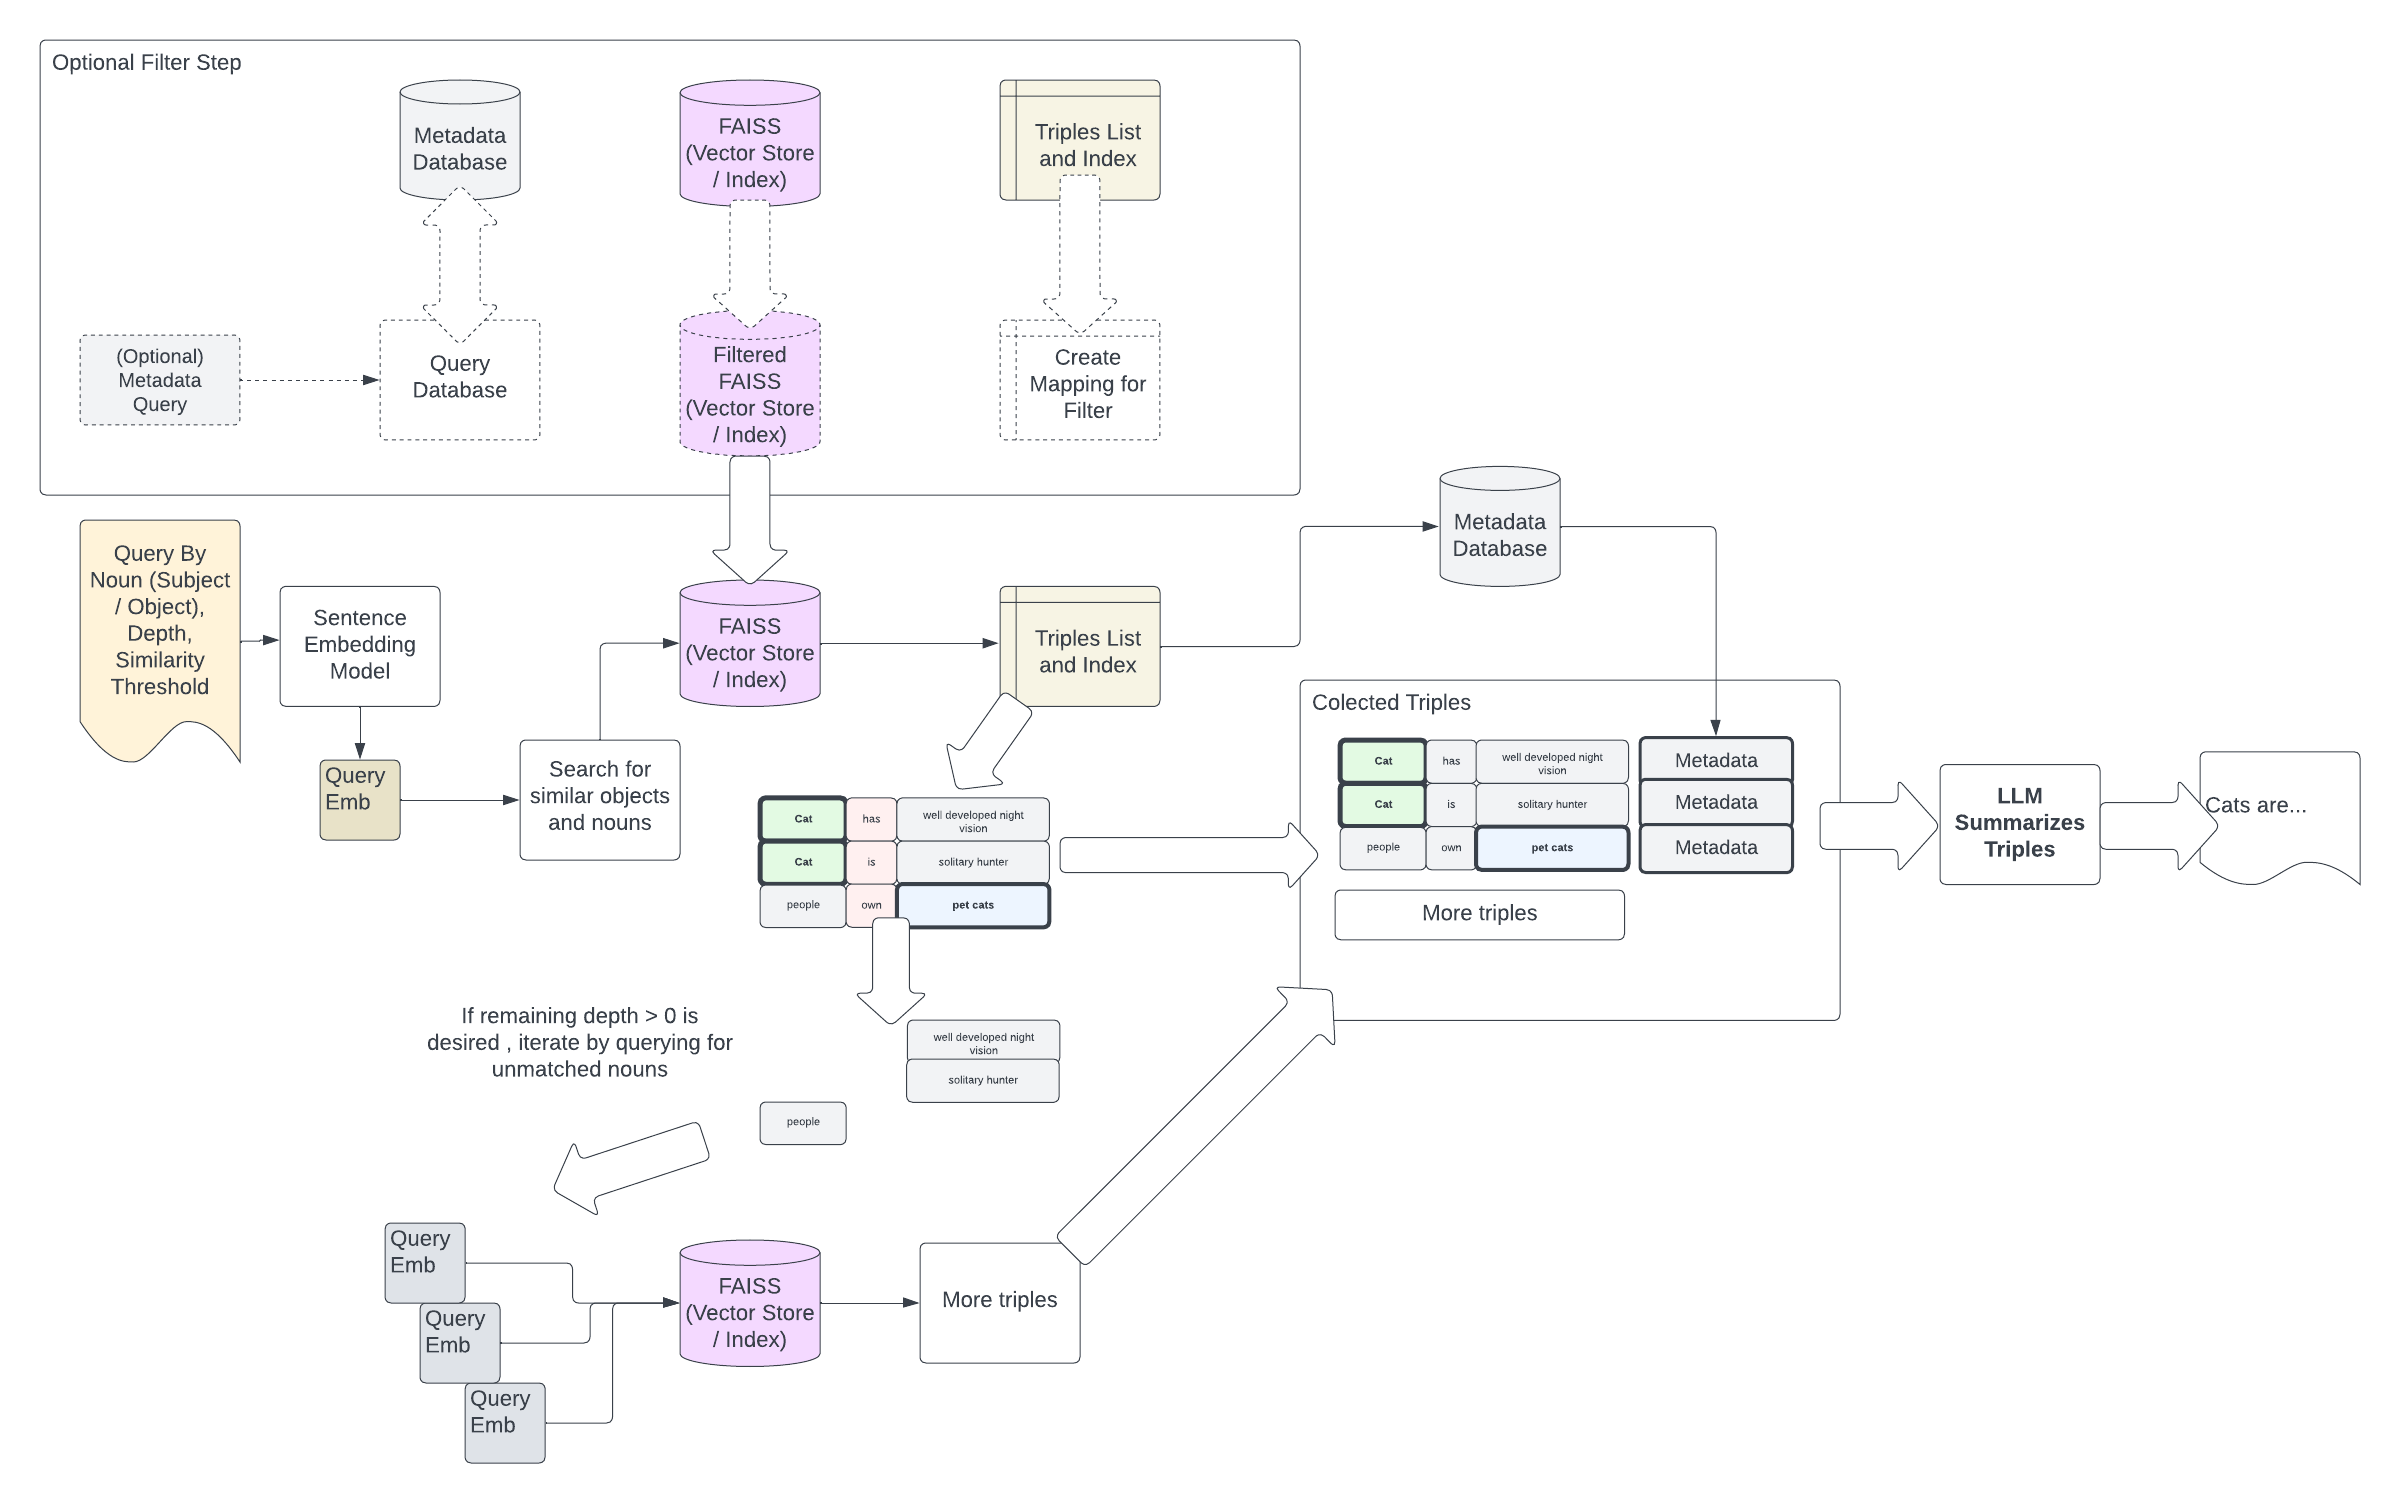 Optional Filter Step
Metadata
Database
FAISS
(Vector Store
/ Index)
Triples List
and Index
(Optional)
Metadata
Query
Query
Database
Filtered
FAISS
(Vector Store
/ Index)
Create
Mapping for
Filter
Query By
Noun (Subject
/ Object),
Depth,
Similarity
Threshold
Sentence
Embedding
Model
Query
Emb
Search for
similar objects
and nouns
FAISS
(Vector Store
/ Index)
Triples List
and Index
Metadata
Database
Cat
has
well developed night
vision
Cat
is
solitary hunter
people
own
pet cats
Colected Triples
Cat
has
well developed night
vision
Metadata
Cat
is
solitary hunter
Metadata
people
own
pet cats
Metadata
More triples
LLM
Summarizes
Triples
Cats are...
If remaining depth > 0 is
desired , iterate by querying for
unmatched nouns
well developed night
vision
solitary hunter
people
Query
Emb
Query
Emb
Query
Emb
FAISS
(Vector Store
/ Index)
More triples